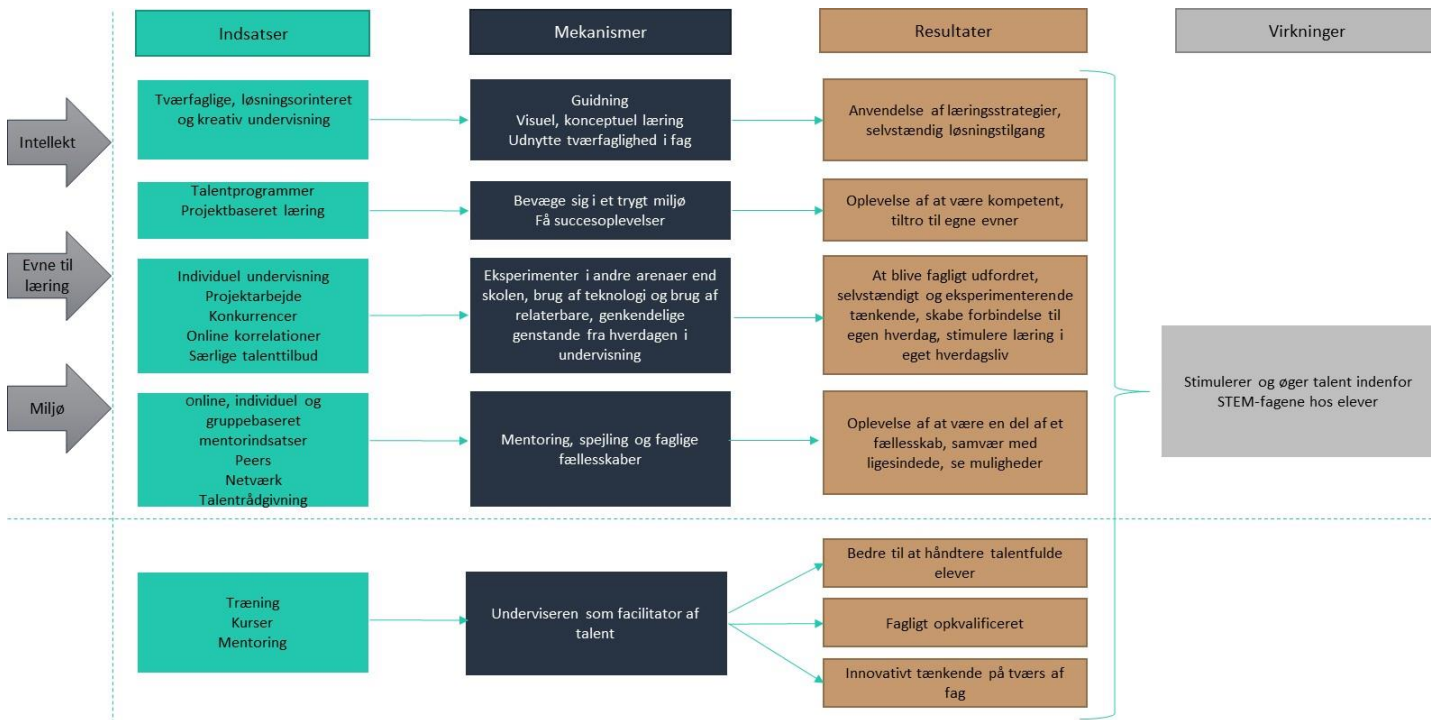 Indsatser
Mekanismer
Resultater
Virkninger
Intellekt
Evne til
læring
Miljø
Tværfaglige, løsningsorinteret
og kreativ undervisning
Guidning
Visuel, konceptuel læring
Udnytte tværfaglighed i fag
Anvendelse af læringsstrategier,
selvstændig løsningstilgang
Talentprogrammer
Projektbaseret læring
Bevæge sig i et trygt miljø
Få succesoplevelser
Oplevelse af at være kompetent,
tiltro til egne evner
Individuel undervisning
Projektarbejde
Konkurrencer
Online korrelationer
Særlige talenttilbud
Eksperimenter i andre arenaer end
skolen, brug af teknologi og brug af
relaterbare, genkendelige
genstande fra hverdagen i
undervisning
At blive fagligt udfordret,
selvstændigt og eksperimenterende
tænkende, skabe forbindelse til
egen hverdag, stimulere læring i
eget hverdagsliv
Online, individuel og
gruppebaseret
mentorindsatser
Peers
Netværk
Talentrådgivning
Mentoring, spejling og faglige
fællesskaber
Oplevelse af at være en del af et
fællesskab, samvær med
ligesindede, se muligheder
Stimulerer og øger talent indenfor
STEM-fagene hos elever
Træning
Kurser
Mentoring
Underviseren som facilitator af
talent
Bedre til at håndtere talentfulde
elever
Fagligt opkvalificeret
Innovativt tænkende på tværs af
fag